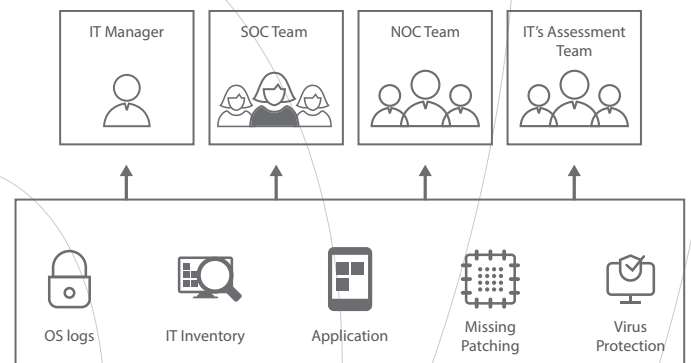 IT Manager
SOC Team
NOC Team
IT’s Assessment
Team
OS logs
IT Inventory
Application
Missing
Patching
Virus
Protection